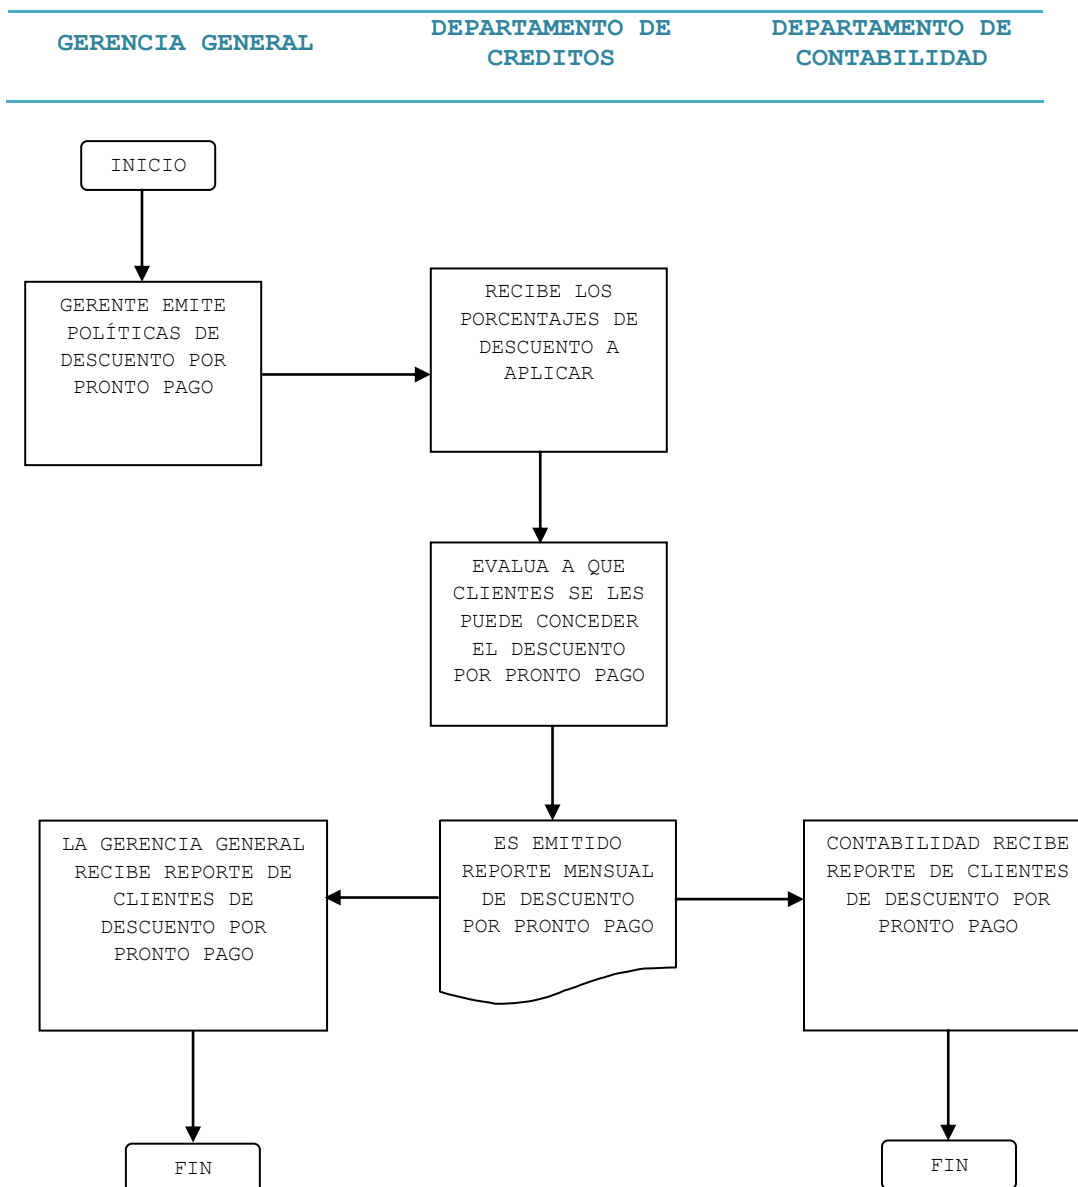 GERENCIA GENERAL
DEPARTAMENTO DE
CREDITOS
DEPARTAMENTO DE
CONTABILIDAD
INICIO
GERENTE EMITE
POLÍTICAS DE
DESCUENTO POR
PRONTO PAGO
RECIBE LOS
PORCENTAJES DE
DESCUENTO A
APLICAR
EVALUA A QUE
CLIENTES SE LES
PUEDE CONCEDER
EL DESCUENTO
POR PRONTO PAGO
LA GERENCIA GENERAL
RECIBE REPORTE DE
CLIENTES DE
DESCUENTO POR
PRONTO PAGO
ES EMITIDO
REPORTE MENSUAL
DE DESCUENTO
POR PRONTO PAGO
CONTABILIDAD RECIBE
REPORTE DE CLIENTES
DE DESCUENTO POR
PRONTO PAGO
FIN
FIN